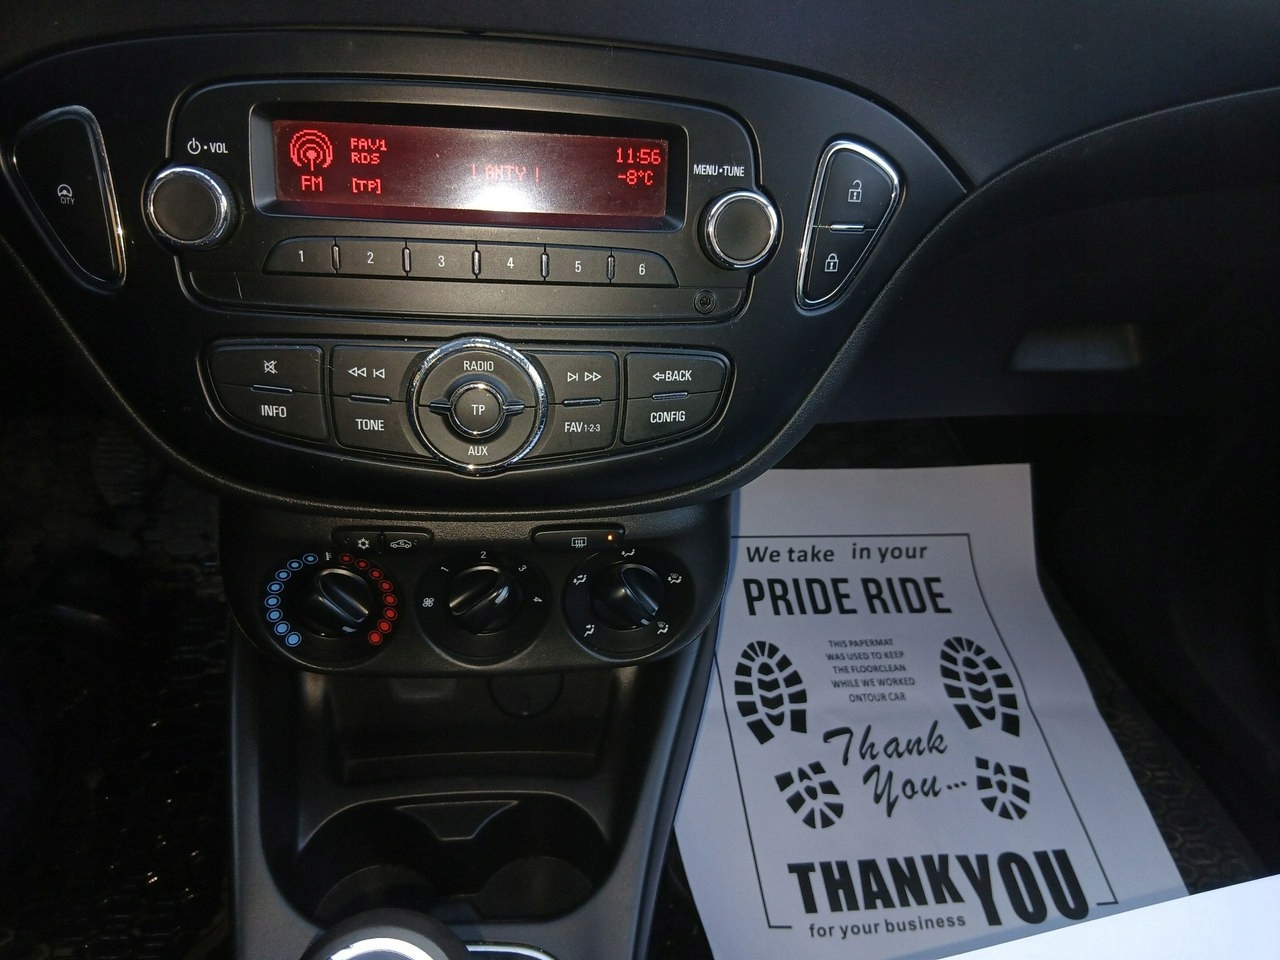 VOL
FAV1
RDS
FM [TP]
11:56
-8°C
MENU•TUNE
CITY
1 2 3 4 5 6
RADIO
TP
AUX
INFO
TONE
FAV1-2-3
BACK
CONFIG
1 2 3 4
We take in your
PRIDE RIDE
THIS PAPERMAT
WAS USED TO KEEP
THE FLOORCLEAN
WHILE WE WORKED
ONTOUR CAR
Thank
You...
THANK YOU
for your business